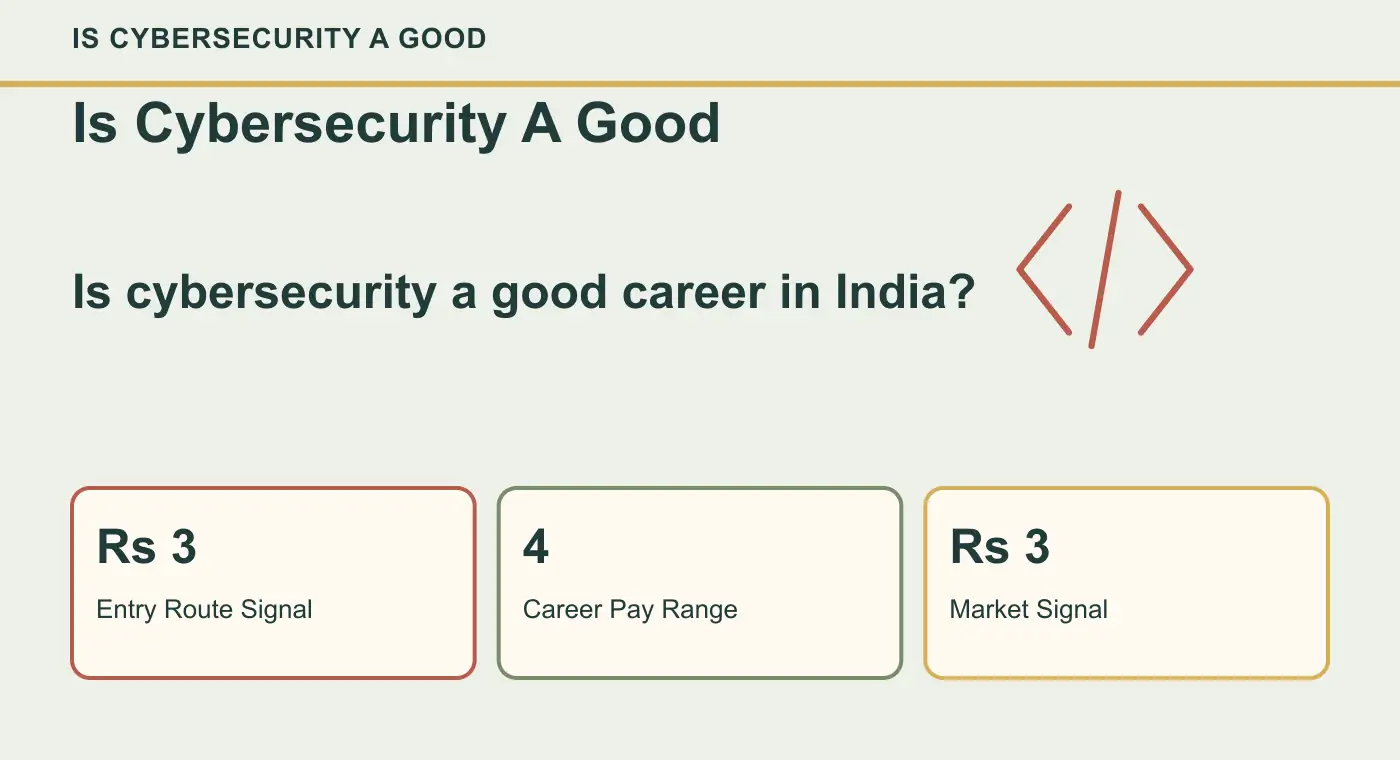 IS CYBERSECURITY A GOOD
Is Cybersecurity A Good
Is cybersecurity a good career in India?
Rs 3
Entry Route Signal
4
Career Pay Range
Rs 3
Market Signal